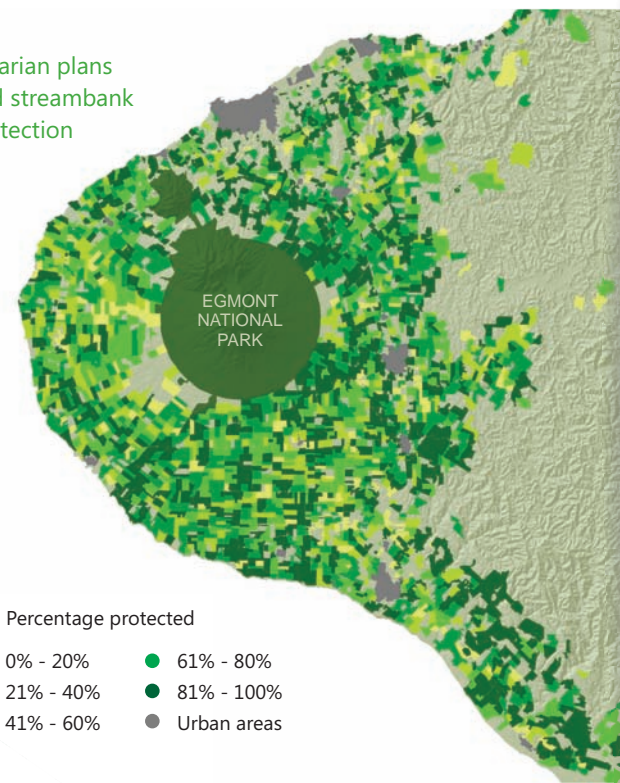 arian plans
streambank
tection
EGMONT
NATIONAL
PARK
Percentage protected
0% - 20%
21% - 40%
41% - 60%
61% - 80%
81% - 100%
Urban areas